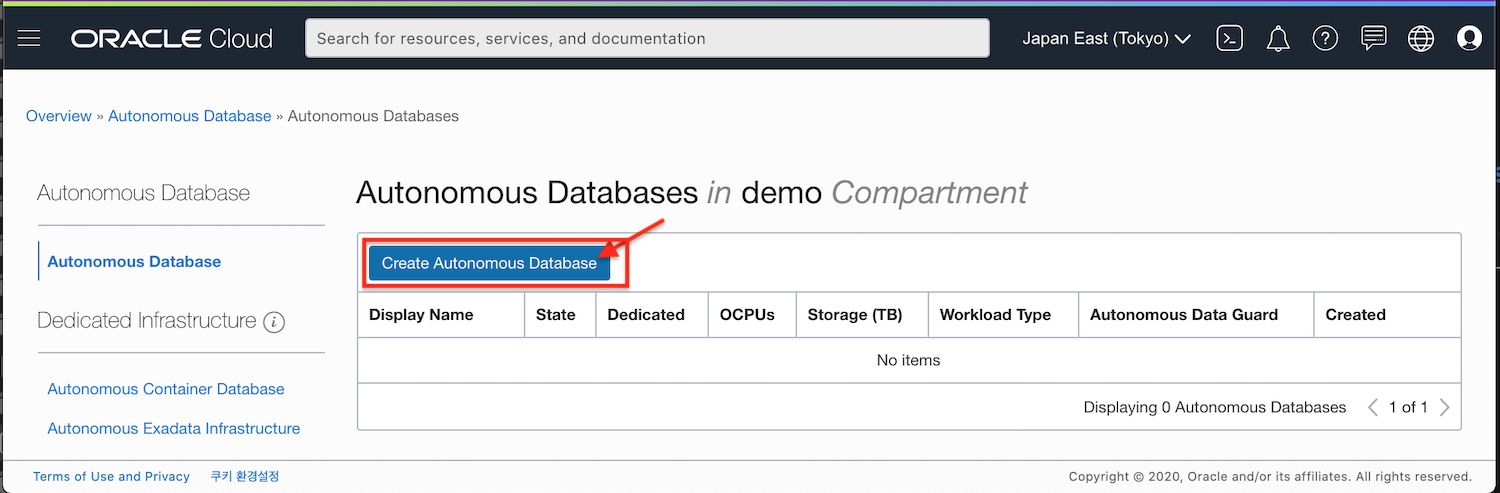 ORACLE Cloud
Search for resources, services, and documentation
Japan East (Tokyo)
Overview » Autonomous Database » Autonomous Databases
Autonomous Database
Autonomous Database
Dedicated Infrastructure
Autonomous Container Database
Autonomous Exadata Infrastructure
Autonomous Databases in demo Compartment
Create Autonomous Database
Display Name State Dedicated OCPUs Storage (TB) Workload Type Autonomous Data Guard Created
No items
Displaying 0 Autonomous Databases < 1 of 1 >
Terms of Use and Privacy 쿠키 환경설정
Copyright © 2020, Oracle and/or its affiliates. All rights reserved.